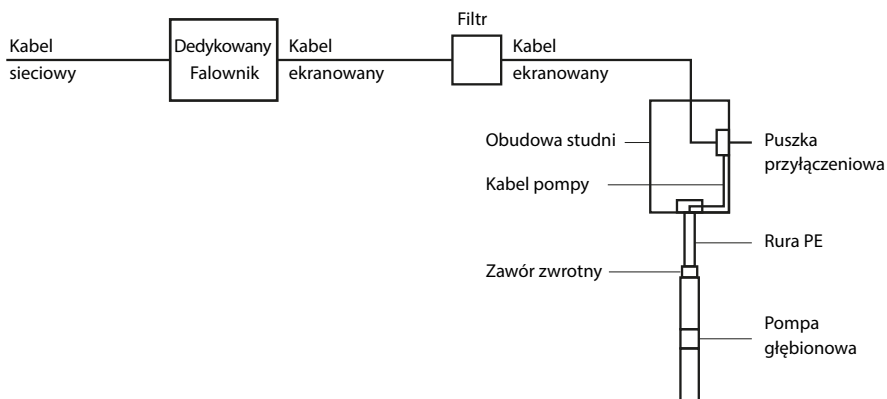 Kabel
sieciowy
Dedykowany
Falownik
Kabel
ekranowany
Filtr
Kabel
ekranowany
Obudowa studni
Puszka
przyłączeniowa
Kabel pompy
Rura PE
Zawór zwrotny
Pompa
głębionowa